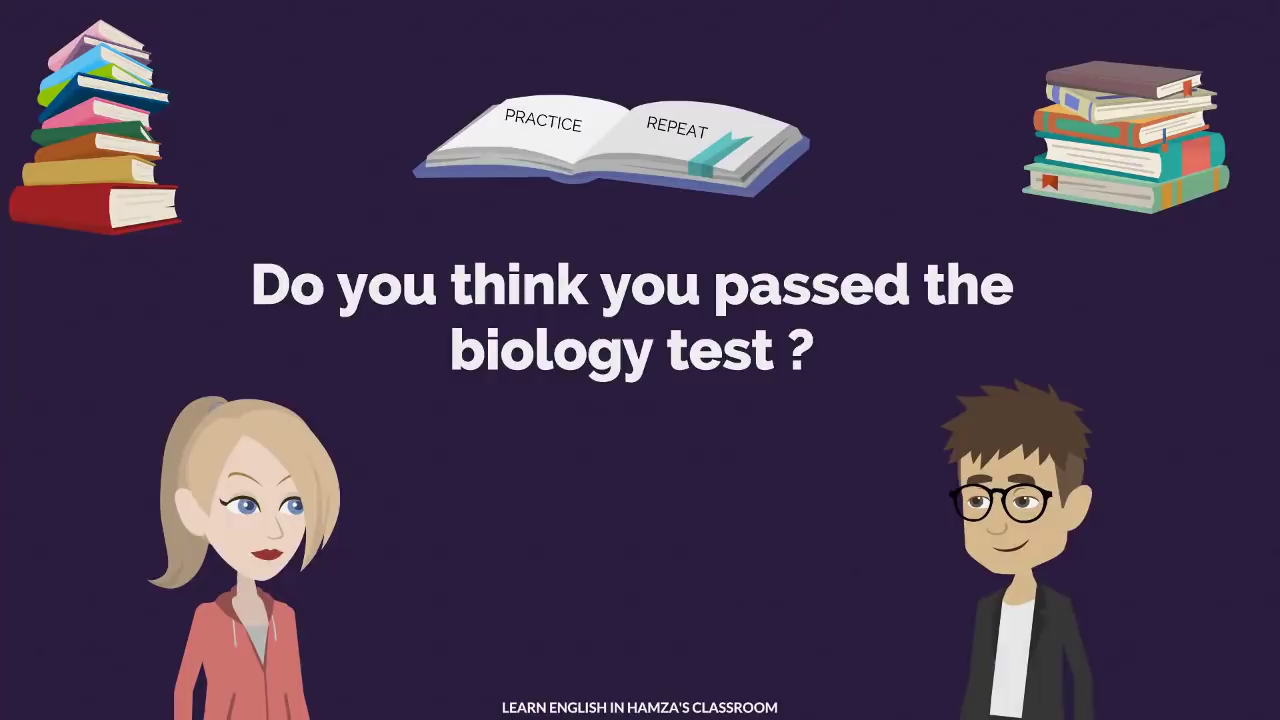 PRACTICE
REPEAT
Do you think you passed the
biology test ?
LEARN ENGLISH IN HAMZA'S CLASSROOM